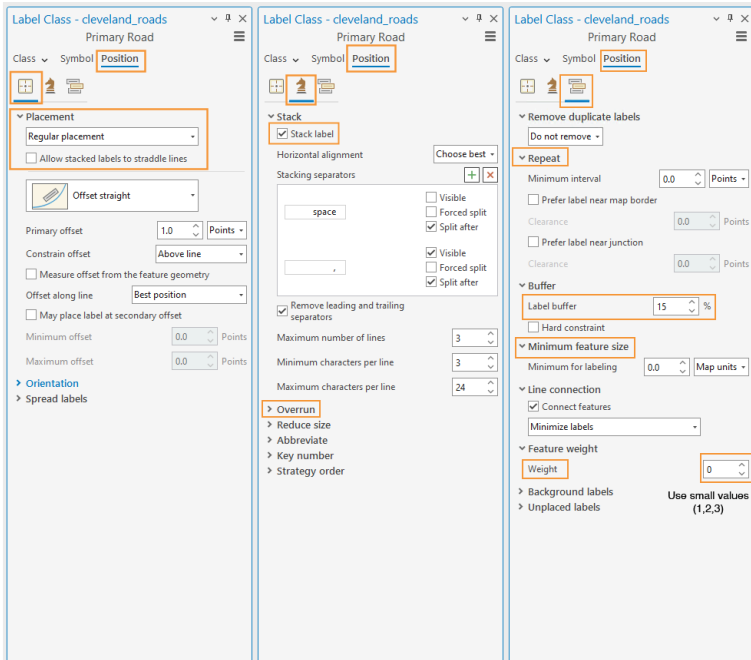 Label Class - cleveland_roads
Primary Road
Class Symbol Position
Placement
Regular placement
Allow stacked labels to straddle lines
Offset straight
Primary offset 1.0 Points
Constrain offset Above line
Measure offset from the feature geometry
Offset along line Best position
May place label at secondary offset
Minimum offset 0.0 Points
Maximum offset 0.0 Points
Orientation
Spread labels
Label Class - cleveland_roads
Primary Road
Class Symbol Position
Stack
Stack label
Horizontal alignment Choose best
Stacking separators
Visible
space Forced split
Split after
Visible
, Forced split
Split after
Remove leading and trailing
separators
Maximum number of lines 3
Minimum characters per line 3
Maximum characters per line 24
Overrun
Reduce size
Abbreviate
Key number
Strategy order
Label Class - cleveland_roads
Primary Road
Class Symbol Position
Remove duplicate labels
Do not remove
Repeat
Minimum interval 0.0 Points
Prefer label near map border
Clearance 0.0 Points
Prefer label near junction
Clearance 0.0 Points
Buffer
Label buffer 15 %
Hard constraint
Minimum feature size
Minimum for labeling 0.0 Map units
Line connection
Connect features
Minimize labels
Feature weight
Weight 0
Background labels
Unplaced labels
Use small values
(1,2,3)